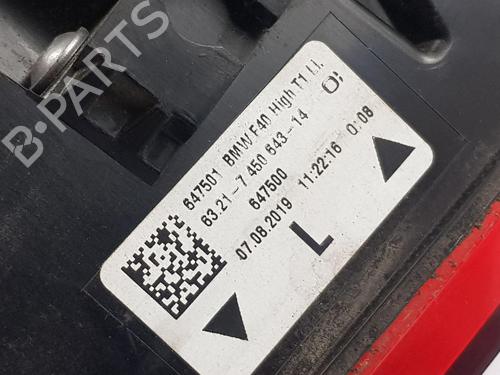 647501 BMW F40 High T1 LI.
63.21-7 450 643-14
647500
07.08.2019 11:22:16 0:08
L
B-PARTS